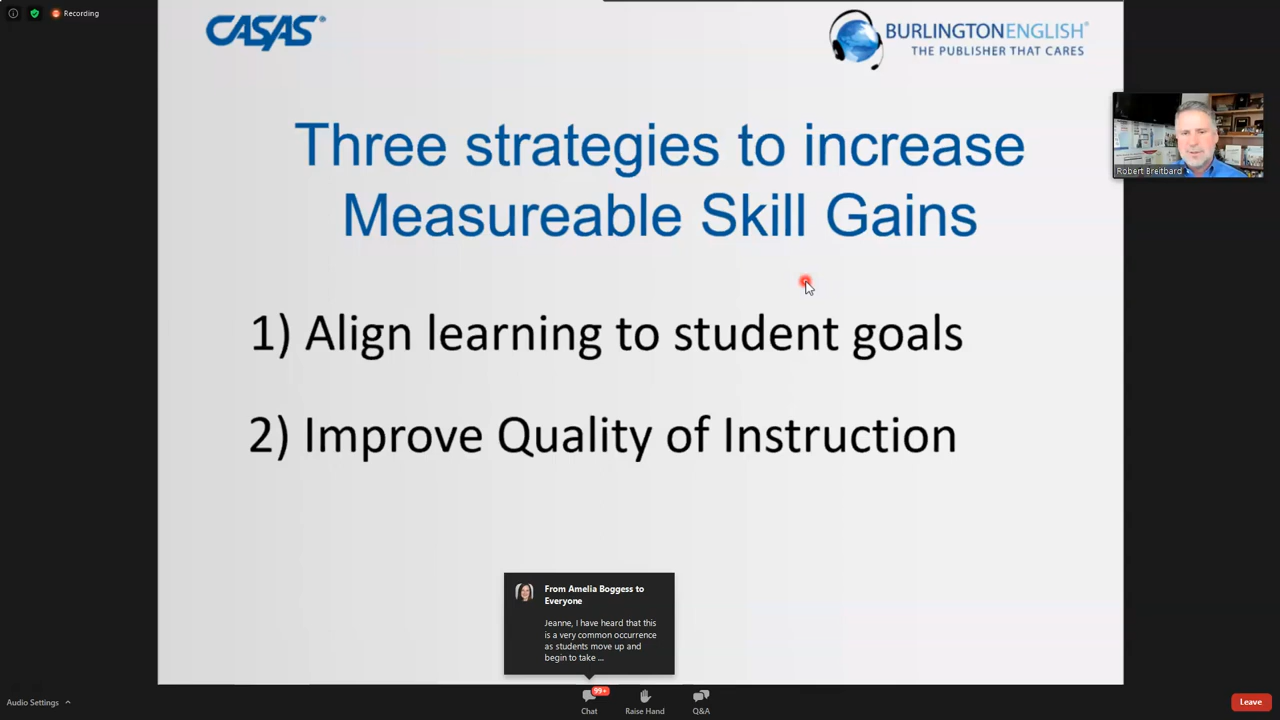 Recording
CASAS®
BURLINGTONENGLISH®
THE PUBLISHER THAT CARES
Three strategies to increase
Measureable Skill Gains
Robert Breitbard
1) Align learning to student goals
2) Improve Quality of Instruction
From Amelia Boggess to
Everyone
Jeanne, I have heard that this
is a very common occurrence
as students move up and
begin to take ...
99+
Audio Settings
Chat
Raise Hand
Q&A
Leave